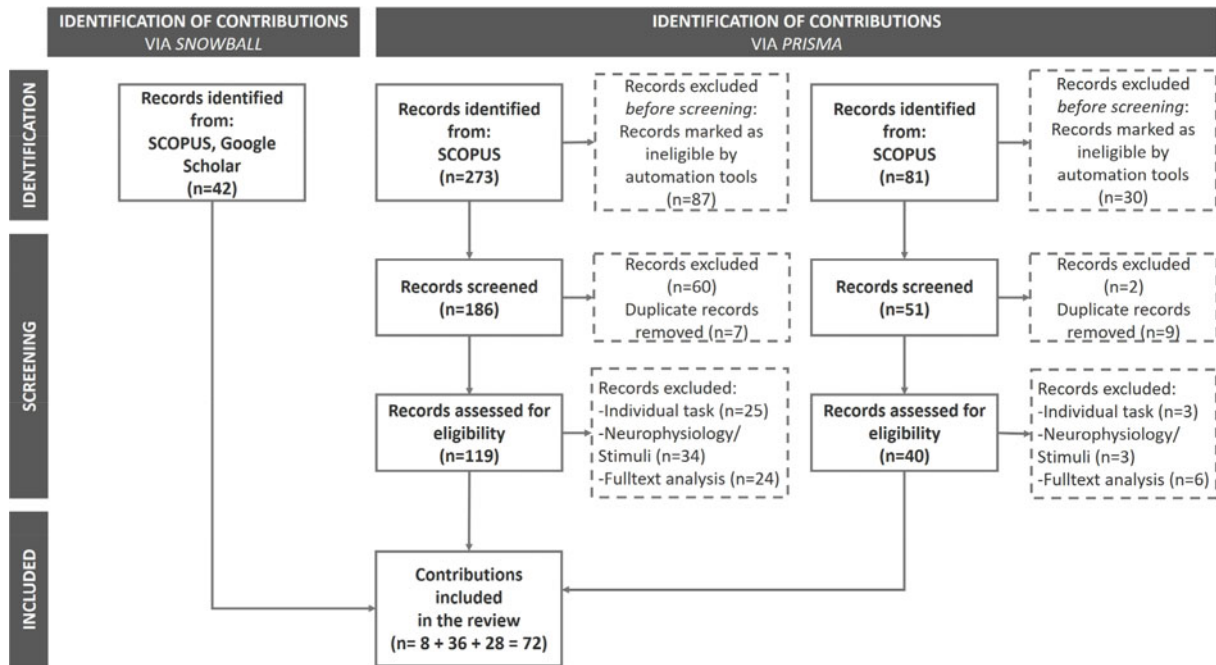 IDENTIFICATION OF CONTRIBUTIONS
VIA SNOWBALL
IDENTIFICATION OF CONTRIBUTIONS
VIA PRISMA
IDENTIFICATION
Records identified
from:
SCOPUS, Google
Scholar
(n=42)
Records identified
from:
SCOPUS
(n=273)
Records excluded
before screening:
Records marked as
ineligible by
automation tools
(n=87)
Records identified
from:
SCOPUS
(n=81)
Records excluded
before screening:
Records marked as
ineligible by
automation tools
(n=30)
SCREENING
Records screened
(n=186)
Records excluded
(n=60)
Duplicate records
removed (n=7)
Records screened
(n=51)
Records excluded
(n=2)
Duplicate records
removed (n=9)
Records assessed for
eligibility
(n=119)
Records excluded:
-Individual task (n=25)
-Neurophysiology/
Stimuli (n=34)
-Fulltext analysis (n=24)
Records assessed for
eligibility
(n=40)
Records excluded:
-Individual task (n=3)
-Neurophysiology/
Stimuli (n=3)
-Fulltext analysis (n=6)
INCLUDED
Contributions
included
in the review
(n= 8 + 36 + 28 = 72)